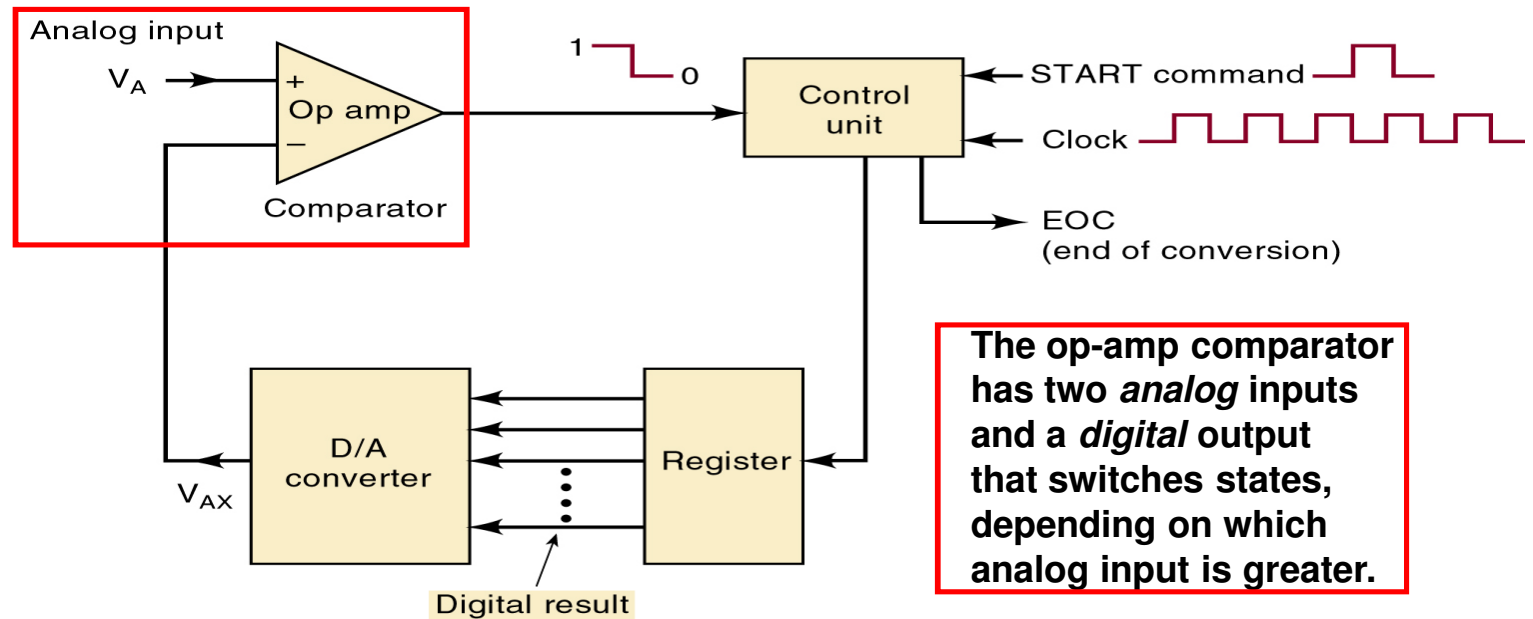 Analog input
V_A
+
Op amp
−
Comparator
1
0
Control
unit
START command
Clock
EOC
(end of conversion)
D/A
converter
Register
V_AX
Digital result
The op-amp comparator
has two analog inputs
and a digital output
that switches states,
depending on which
analog input is greater.